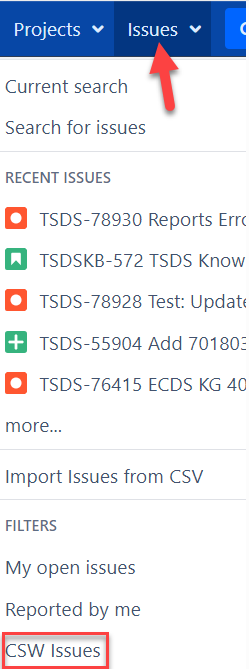 Projects Issues
Current search
Search for issues
RECENT ISSUES
TSDS-78930 Reports Erro
TSDSKB-572 TSDS Know
TSDS-78928 Test: Update
TSDS-55904 Add 701803
TSDS-76415 ECDS KG 40
more...
Import Issues from CSV
FILTERS
My open issues
Reported by me
CSW Issues